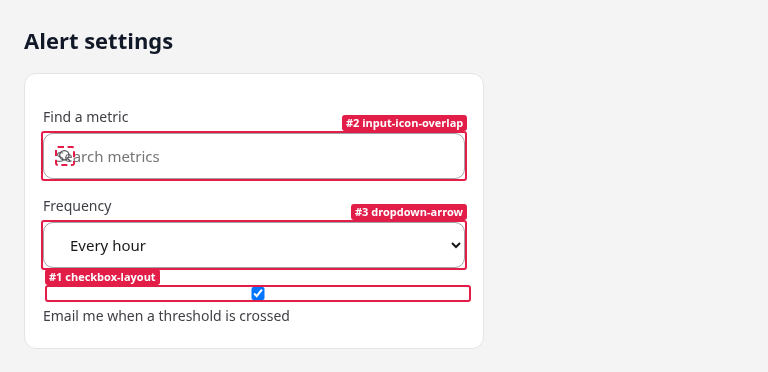 Alert settings
Find a metric
#2 input-icon-overlap
Search metrics
Frequency
#3 dropdown-arrow
Every hour
#1 checkbox-layout
Email me when a threshold is crossed